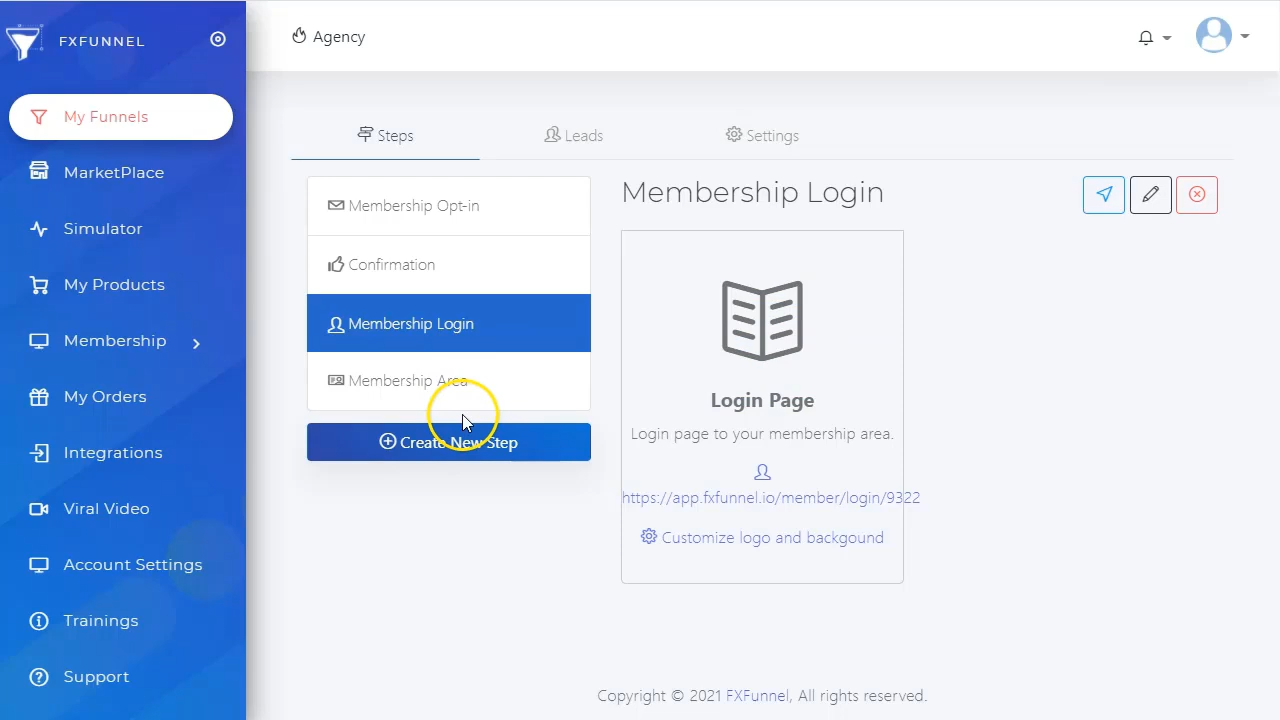 FXFUNNEL
Agency
My Funnels
MarketPlace
Simulator
My Products
Membership
My Orders
Integrations
Viral Video
Account Settings
Trainings
Support
Steps
Leads
Settings
Membership Opt-in
Confirmation
Membership Login
Membership Area
Create New Step
Membership Login
Login Page
Login page to your membership area.
https://app.fxfunnel.io/member/login/9322
Customize logo and backgound
Copyright © 2021 FXFunnel, All rights reserved.